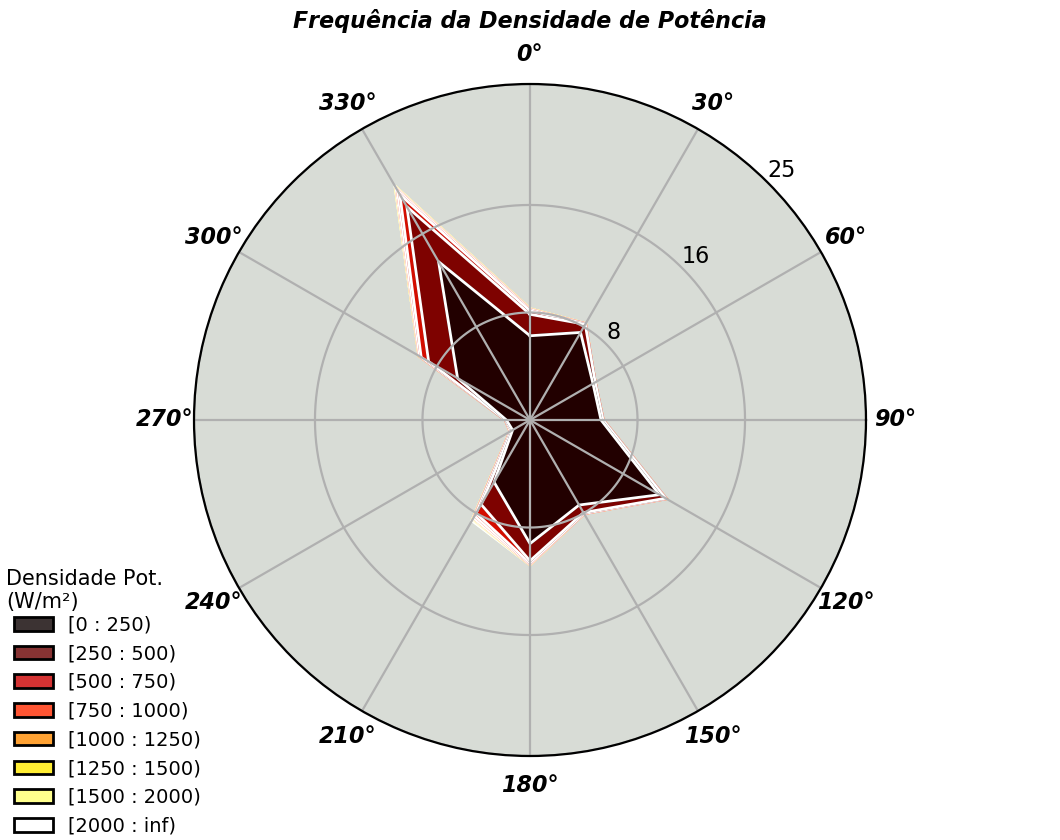 Frequência da Densidade de Potência
0°
330°
30°
25
300°
60°
16
8
270°
90°
240°
120°
210°
150°
180°
Densidade Pot.
(W/m²)
[0 : 250)
[250 : 500)
[500 : 750)
[750 : 1000)
[1000 : 1250)
[1250 : 1500)
[1500 : 2000)
[2000 : inf)